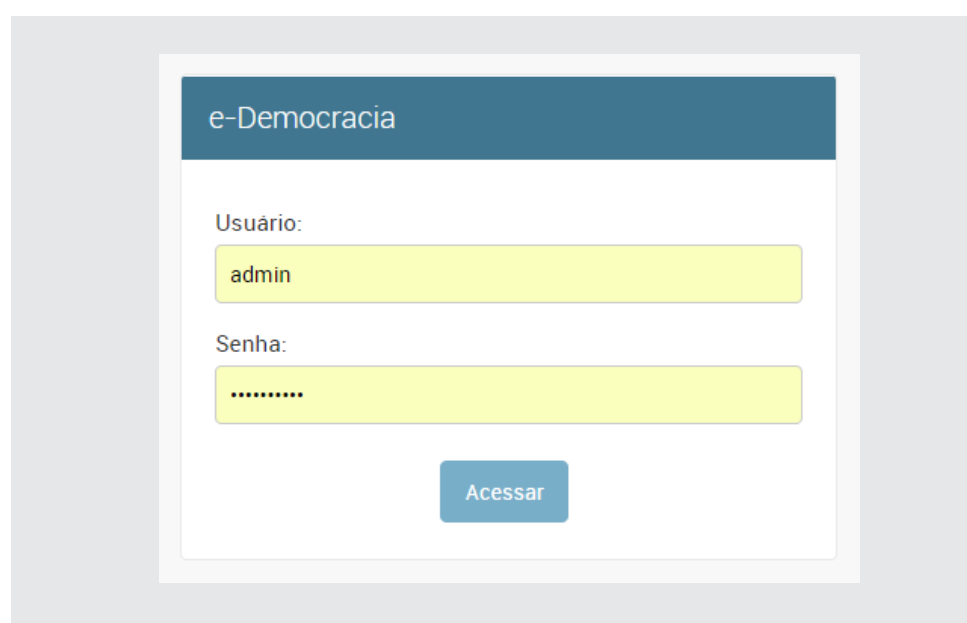 e-Democracia
Usuário:
admin
Senha:
••••••••••
Acessar